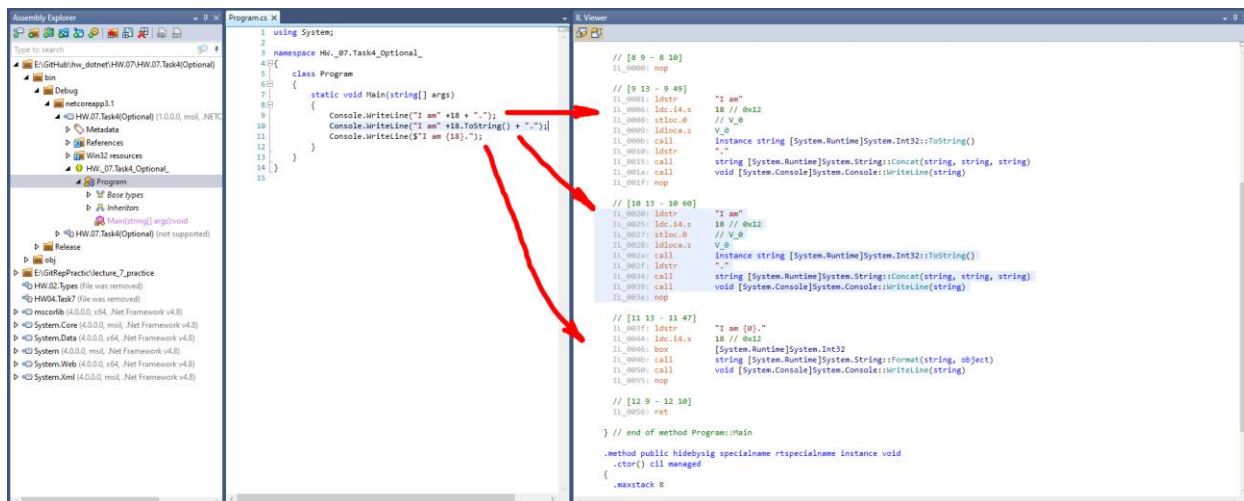 Assembly Explorer
Type to search
E:\GitHub\hw_dotnet\HW.07\HW.07.Task4(Optional)
bin
Debug
netcoreapp3.1
HW.07.Task4(Optional) (1.0.0.0, msil, .NETC
Metadata
References
Win32 resources
HW._07.Task4_Optional_
Program
Base types
Inheritors
Main(string[] args):void
HW.07.Task4(Optional) (not supported)
Release
obj
E:\GitRepPractic\lecture_7_practice
HW.02.Types (file was removed)
HW04.Task7 (file was removed)
mscorlib (4.0.0.0, x64, .Net Framework v4.8)
System.Core (4.0.0.0, msil, .Net Framework v4.8)
System.Data (4.0.0.0, x64, .Net Framework v4.8)
System (4.0.0.0, msil, .Net Framework v4.8)
System.Web (4.0.0.0, x64, .Net Framework v4.8)
System.Xml (4.0.0.0, msil, .Net Framework v4.8)
Program.cs
1 using System;
2
3 namespace HW._07.Task4_Optional_
4 {
5 class Program
6 {
7 static void Main(string[] args)
8 {
9 Console.WriteLine("I am" +18 + ".");
10 Console.WriteLine("I am" +18.ToString() + ".");
11 Console.WriteLine($"I am {18}.");
12 }
13 }
14 }
15
IL Viewer
// [8 9 - 8 10]
IL_0000: nop
// [9 13 - 9 49]
IL_0001: ldstr "I am"
IL_0006: ldc.i4.s 18 // 0x12
IL_0008: stloc.0 // V_0
IL_0009: ldloca.s V_0
IL_000b: call instance string [System.Runtime]System.Int32::ToString()
IL_0010: ldstr "."
IL_0015: call string [System.Runtime]System.String::Concat(string, string, string)
IL_001a: call void [System.Console]System.Console::WriteLine(string)
IL_001f: nop
// [10 13 - 10 60]
IL_0020: ldstr "I am"
IL_0025: ldc.i4.s 18 // 0x12
IL_0027: stloc.0 // V_0
IL_0028: ldloca.s V_0
IL_002a: call instance string [System.Runtime]System.Int32::ToString()
IL_002f: ldstr "."
IL_0034: call string [System.Runtime]System.String::Concat(string, string, string)
IL_0039: call void [System.Console]System.Console::WriteLine(string)
IL_003e: nop
// [11 13 - 11 47]
IL_003f: ldstr "I am {0}."
IL_0044: ldc.i4.s 18 // 0x12
IL_0046: box [System.Runtime]System.Int32
IL_004b: call string [System.Runtime]System.String::Format(string, object)
IL_0050: call void [System.Console]System.Console::WriteLine(string)
IL_0055: nop
// [12 9 - 12 10]
IL_0056: ret
} // end of method Program::Main
.method public hidebysig specialname rtspecialname instance void
.ctor() cil managed
{
.maxstack 8